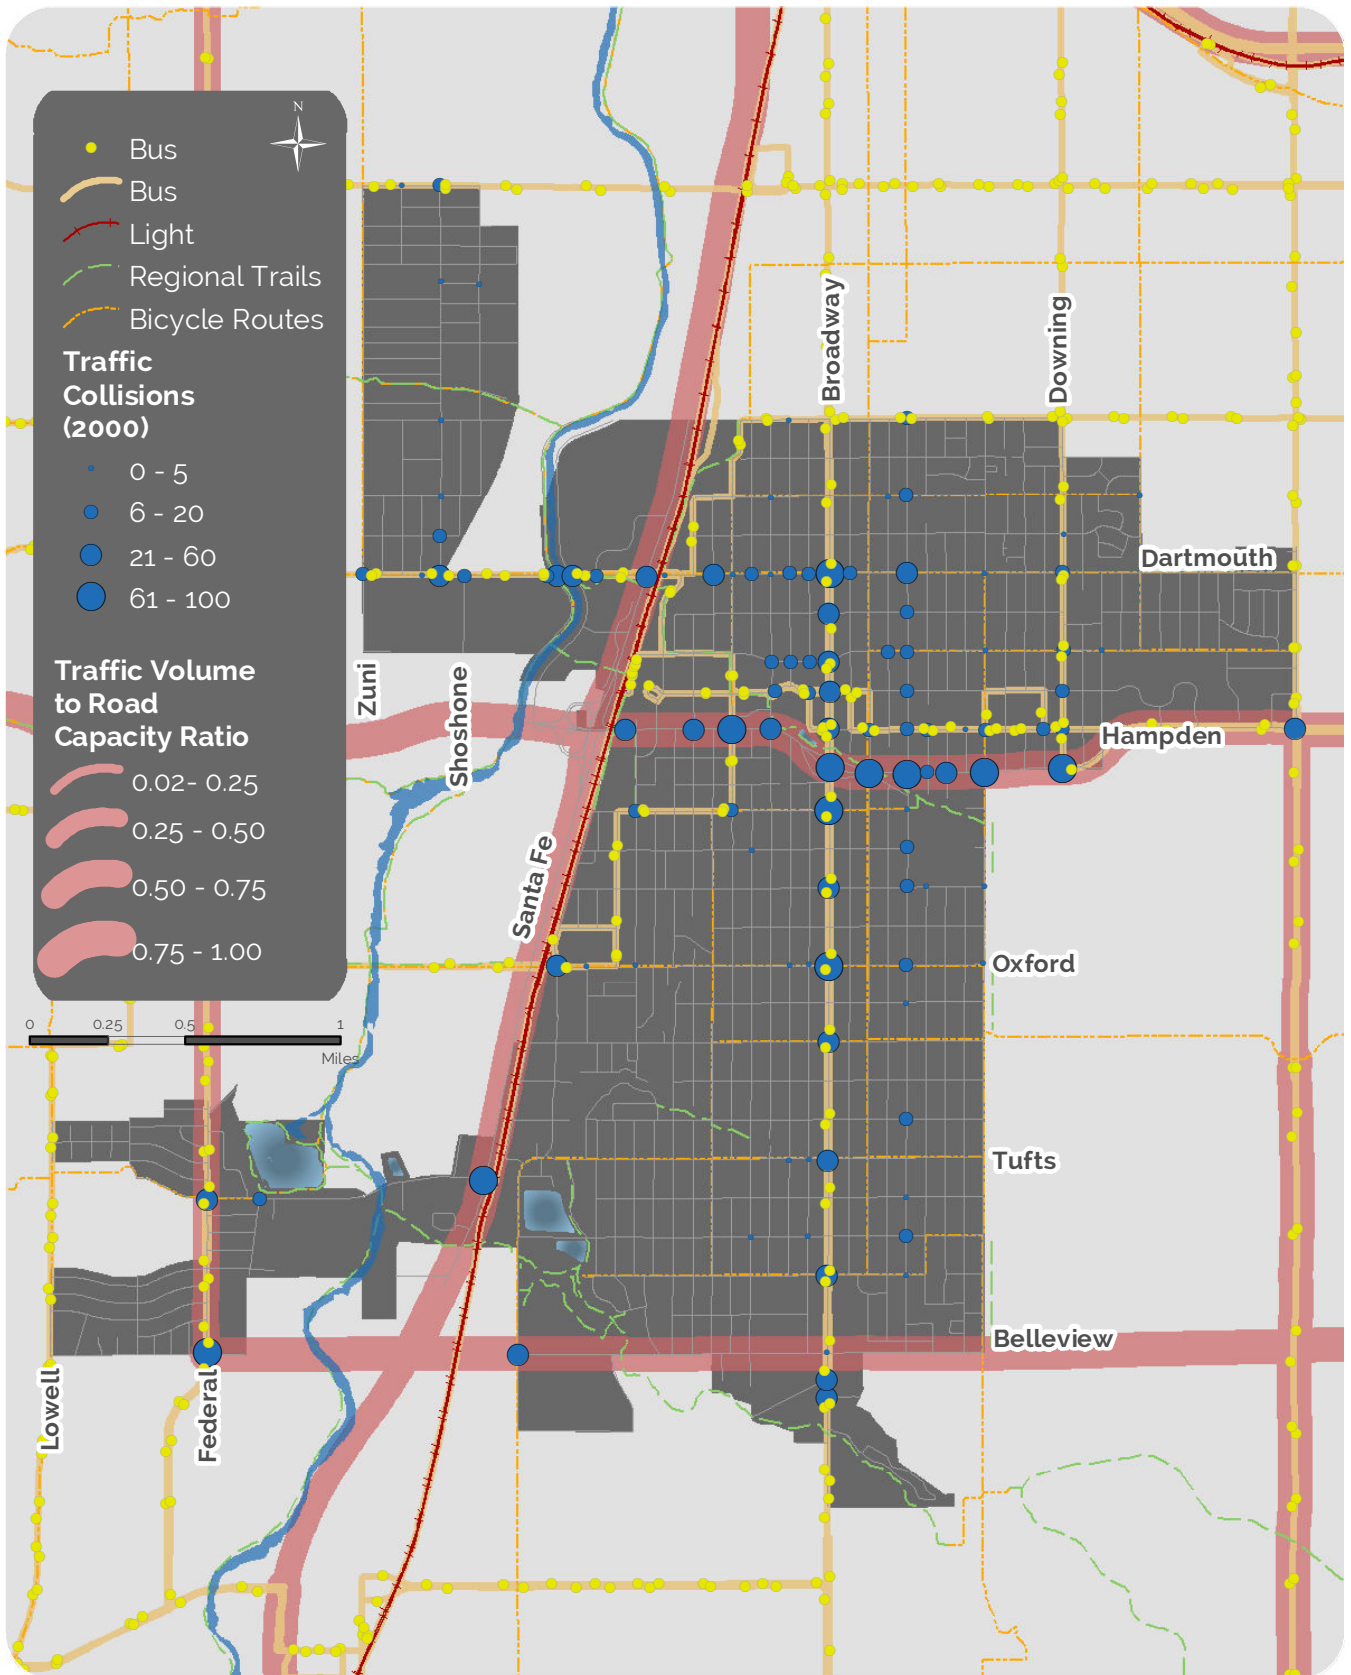 N
Bus
Bus
Light
Regional Trails
Bicycle Routes
Traffic
Collisions
(2000)
0 - 5
6 - 20
21 - 60
61 - 100
Traffic Volume
to Road
Capacity Ratio
0.02- 0.25
0.25 - 0.50
0.50 - 0.75
0.75 - 1.00
0 0.25 0.5 1
Miles
Broadway
Downing
Dartmouth
Zuni
Shoshone
Hampden
Santa Fe
Oxford
Tufts
Belleview
Lowell
Federal